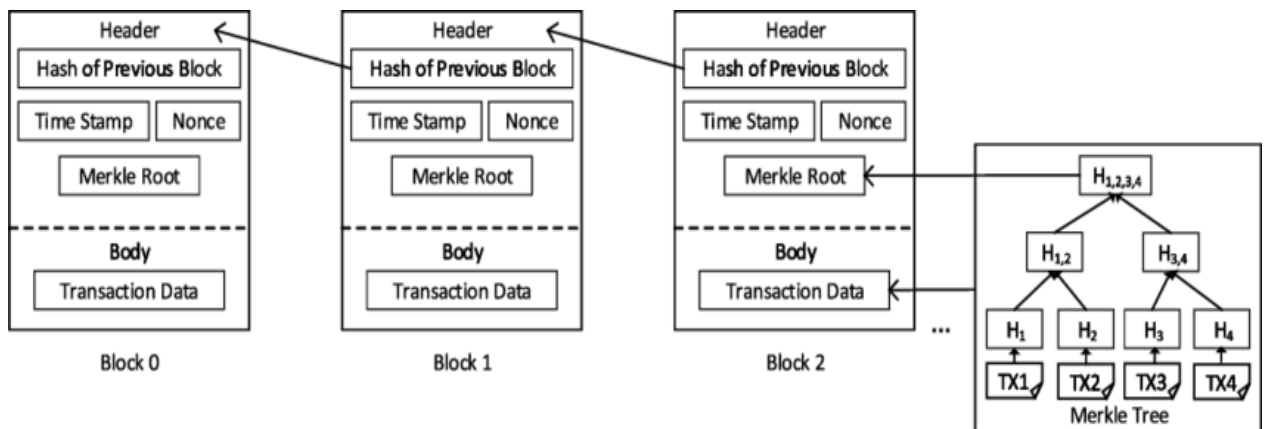 Header
Hash of Previous Block
Time Stamp
Nonce
Merkle Root
Body
Transaction Data
Block 0
Header
Hash of Previous Block
Time Stamp
Nonce
Merkle Root
Body
Transaction Data
Block 1
Header
Hash of Previous Block
Time Stamp
Nonce
Merkle Root
Body
Transaction Data
Block 2
...
H1,2,3,4
H1,2
H3,4
H1
H2
H3
H4
TX1
TX2
TX3
TX4
Merkle Tree